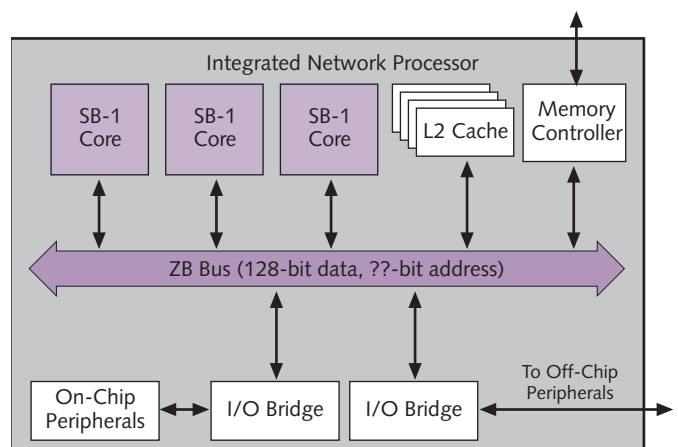 Integrated Network Processor
SB-1
Core
SB-1
Core
SB-1
Core
L2 Cache
Memory
Controller
ZB Bus (128-bit data, ??-bit address)
On-Chip
Peripherals
I/O Bridge
I/O Bridge
To Off-Chip
Peripherals